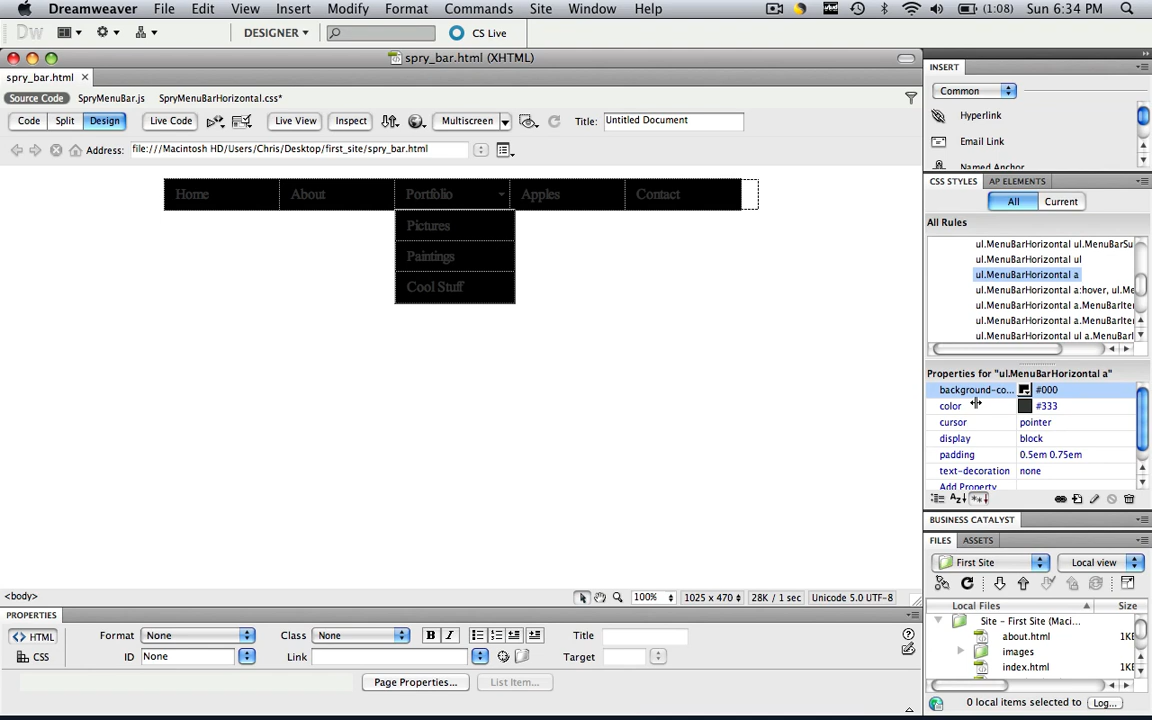 Dreamweaver File Edit View Insert Modify Format Commands Site Window Help (1:08) Sun 6:34 PM
Dw DESIGNER CS Live
spry_bar.html (XHTML)
spry_bar.html
Source Code SpryMenuBar.js SpryMenuBarHorizontal.css*
Code Split Design Live Code Live View Inspect Multiscreen Title: Untitled Document
Address: file:///Macintosh HD/Users/Chris/Desktop/first_site/spry_bar.html
Home About Portfolio Apples Contact
Pictures
Paintings
Cool Stuff
<body>
100% 1025 x 470 28K / 1 sec Unicode 5.0 UTF-8
PROPERTIES
HTML Format None Class None B I Title
CSS ID None Link Target
Page Properties... List Item...
INSERT
Common
Hyperlink
Email Link
Named Anchor
CSS STYLES AP ELEMENTS
All Current
All Rules
ul.MenuBarHorizontal ul.MenuBarSu
ul.MenuBarHorizontal ul
ul.MenuBarHorizontal a
ul.MenuBarHorizontal a:hover, ul.Me
ul.MenuBarHorizontal a.MenuBarIte
ul.MenuBarHorizontal a.MenuBarIter
ul.MenuBarHorizontal ul a.MenuBarI
Properties for "ul.MenuBarHorizontal a"
background-co... #000
color #333
cursor pointer
display block
padding 0.5em 0.75em
text-decoration none
Add Property
BUSINESS CATALYST
FILES ASSETS
First Site Local view
Local Files Size
Site - First Site (Maci...
about.html 1KE
images
index.html 1KE
0 local items selected to Log...